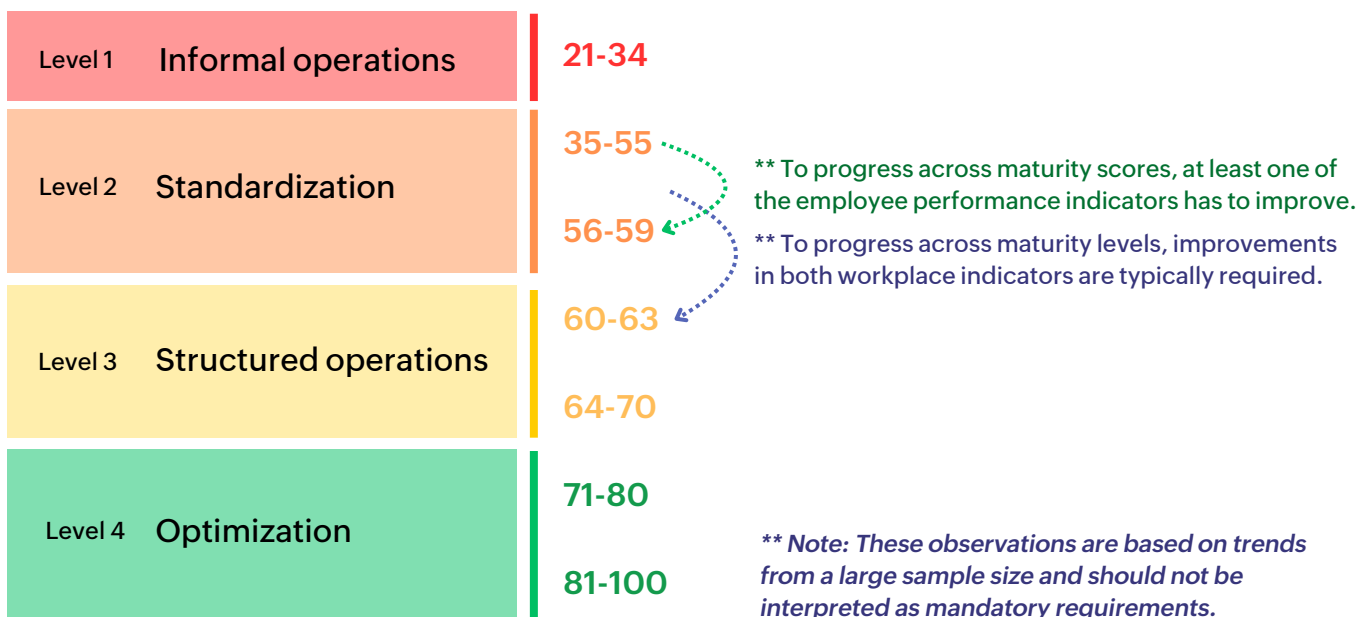 Level 1 Informal operations 21-34
35-55
** To progress across maturity scores, at least one of
the employee performance indicators has to improve.
Level 2 Standardization
56-59
** To progress across maturity levels, improvements
in both workplace indicators are typically required.
60-63
Level 3 Structured operations
64-70
71-80
Level 4 Optimization
81-100
** Note: These observations are based on trends
from a large sample size and should not be
interpreted as mandatory requirements.